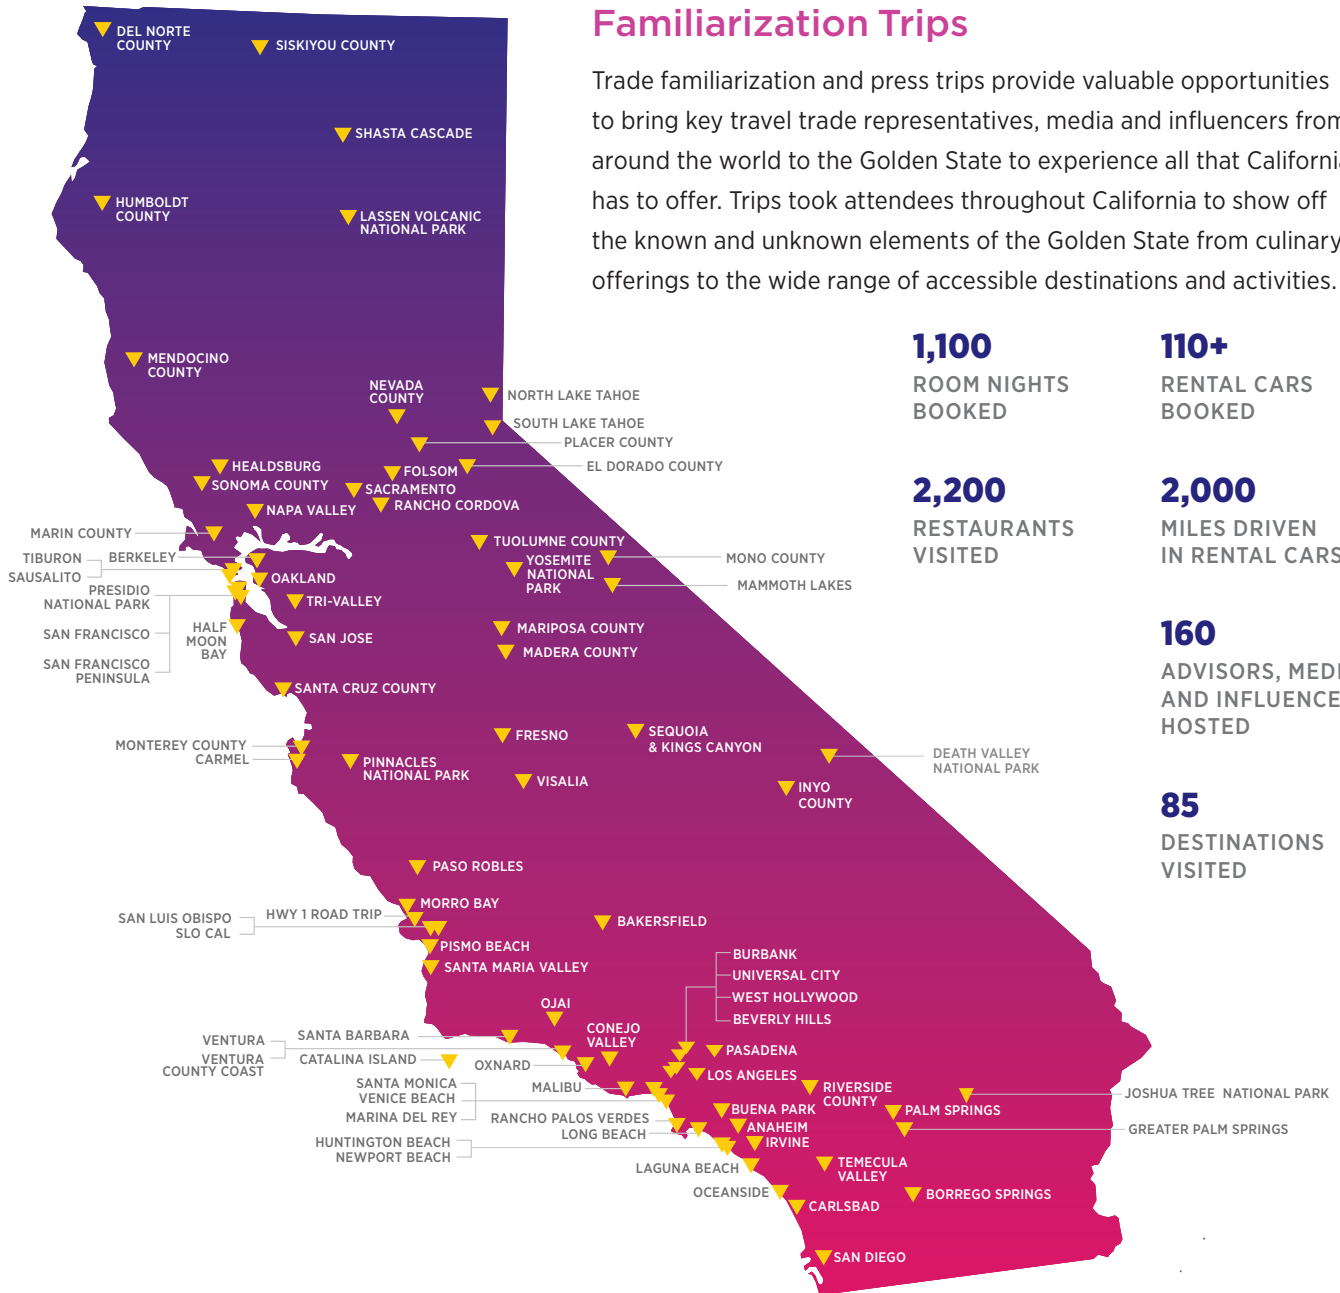 Familiarization Trips
Trade familiarization and press trips provide valuable opportunities
to bring key travel trade representatives, media and influencers from
around the world to the Golden State to experience all that California
has to offer. Trips took attendees throughout California to show off
the known and unknown elements of the Golden State from culinary
offerings to the wide range of accessible destinations and activities.
1,100
ROOM NIGHTS
BOOKED
110+
RENTAL CARS
BOOKED
2,200
RESTAURANTS
VISITED
2,000
MILES DRIVEN
IN RENTAL CARS
160
ADVISORS, MEDI
AND INFLUENCE
HOSTED
85
DESTINATIONS
VISITED
DEL NORTE
COUNTY
SISKIYOU COUNTY
SHASTA CASCADE
HUMBOLDT
COUNTY
LASSEN VOLCANIC
NATIONAL PARK
MENDOCINO
COUNTY
NEVADA
COUNTY
NORTH LAKE TAHOE
SOUTH LAKE TAHOE
PLACER COUNTY
EL DORADO COUNTY
HEALDSBURG
FOLSOM
SONOMA COUNTY
SACRAMENTO
RANCHO CORDOVA
NAPA VALLEY
MARIN COUNTY
TIBURON
BERKELEY
SAUSALITO
OAKLAND
PRESIDIO
NATIONAL PARK
TRI-VALLEY
SAN FRANCISCO
HALF
MOON
BAY
SAN JOSE
SAN FRANCISCO
PENINSULA
TUOLUMNE COUNTY
YOSEMITE
NATIONAL
PARK
MONO COUNTY
MAMMOTH LAKES
MARIPOSA COUNTY
MADERA COUNTY
SANTA CRUZ COUNTY
MONTEREY COUNTY
CARMEL
PINNACLES
NATIONAL PARK
FRESNO
SEQUOIA
& KINGS CANYON
VISALIA
DEATH VALLEY
NATIONAL PARK
INYO
COUNTY
PASO ROBLES
MORRO BAY
HWY 1 ROAD TRIP
SAN LUIS OBISPO
SLO CAL
PISMO BEACH
SANTA MARIA VALLEY
BAKERSFIELD
BURBANK
UNIVERSAL CITY
WEST HOLLYWOOD
BEVERLY HILLS
OJAI
CONEJO
VALLEY
SANTA BARBARA
VENTURA
VENTURA
COUNTY COAST
CATALINA ISLAND
OXNARD
PASADENA
LOS ANGELES
MALIBU
SANTA MONICA
VENICE BEACH
MARINA DEL REY
RIVERSIDE
COUNTY
JOSHUA TREE NATIONAL PARK
PALM SPRINGS
GREATER PALM SPRINGS
BUENA PARK
RANCHO PALOS VERDES
ANAHEIM
LONG BEACH
IRVINE
HUNTINGTON BEACH
NEWPORT BEACH
LAGUNA BEACH
TEMECULA
VALLEY
OCEANSIDE
BORREGO SPRINGS
CARLSBAD
SAN DIEGO